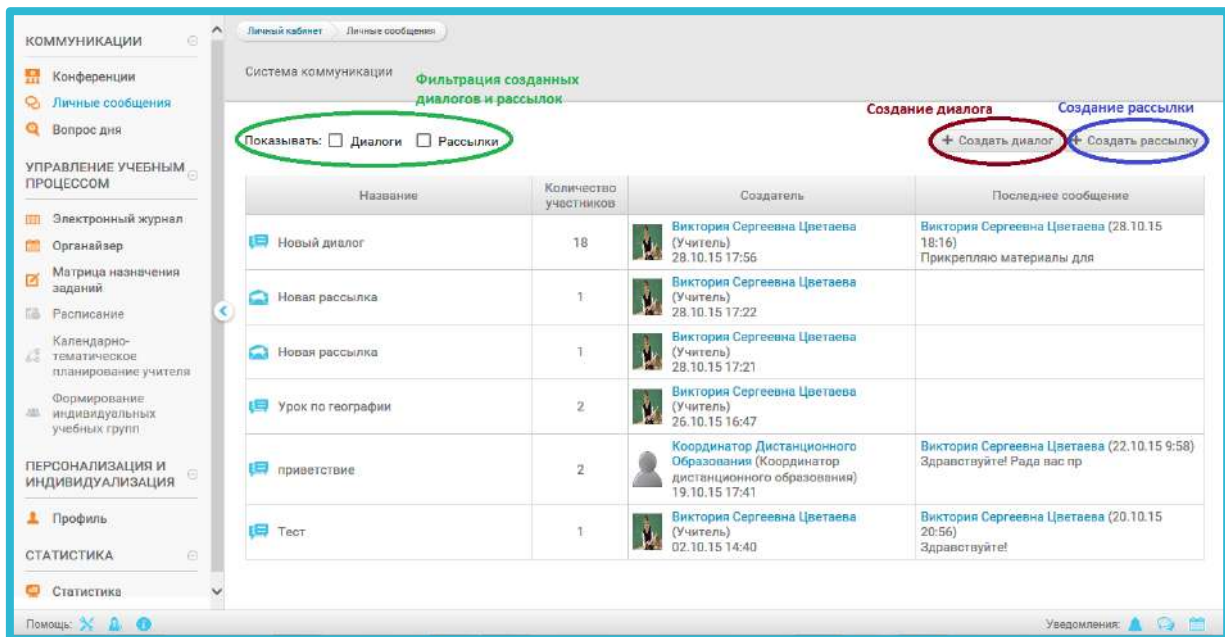 КОММУНИКАЦИИ
Конференции
Личные сообщения
Вопрос дня
УПРАВЛЕНИЕ УЧЕБНЫМ
ПРОЦЕССОМ
Электронный журнал
Органайзер
Матрица назначения
заданий
Расписание
Календарно-
тематическое
планирование учителя
Формирование
индивидуальных
учебных групп
ПЕРСОНАЛИЗАЦИЯ И
ИНДИВИДУАЛИЗАЦИЯ
Профиль
СТАТИСТИКА
Статистика
Личный кабинет Личные сообщения
Система коммуникации
Фильтрация созданных
диалогов и рассылок
Создание диалога Создание рассылки
Показывать: Диалоги Рассылки
+ Создать диалог + Создать рассылку
Название Количество участников Создатель Последнее сообщение
Новый диалог 18
Виктория Сергеевна Цветаева
(Учитель)
28.10.15 17:56
Виктория Сергеевна Цветаева (28.10.15
18:16)
Прикрепляю материалы для
Новая рассылка 1
Виктория Сергеевна Цветаева
(Учитель)
28.10.15 17:22
Новая рассылка 1
Виктория Сергеевна Цветаева
(Учитель)
28.10.15 17:21
Урок по географии 2
Виктория Сергеевна Цветаева
(Учитель)
26.10.15 16:47
приветствие 2
Координатор Дистанционного
Образования (Координатор
дистанционного образования)
19.10.15 17:41
Виктория Сергеевна Цветаева (22.10.15 9:58)
Здравствуйте! Рада вас пр
Тест 1
Виктория Сергеевна Цветаева
(Учитель)
02.10.15 14:40
Виктория Сергеевна Цветаева (20.10.15
20:56)
Здравствуйте!
Помощь: Уведомления: